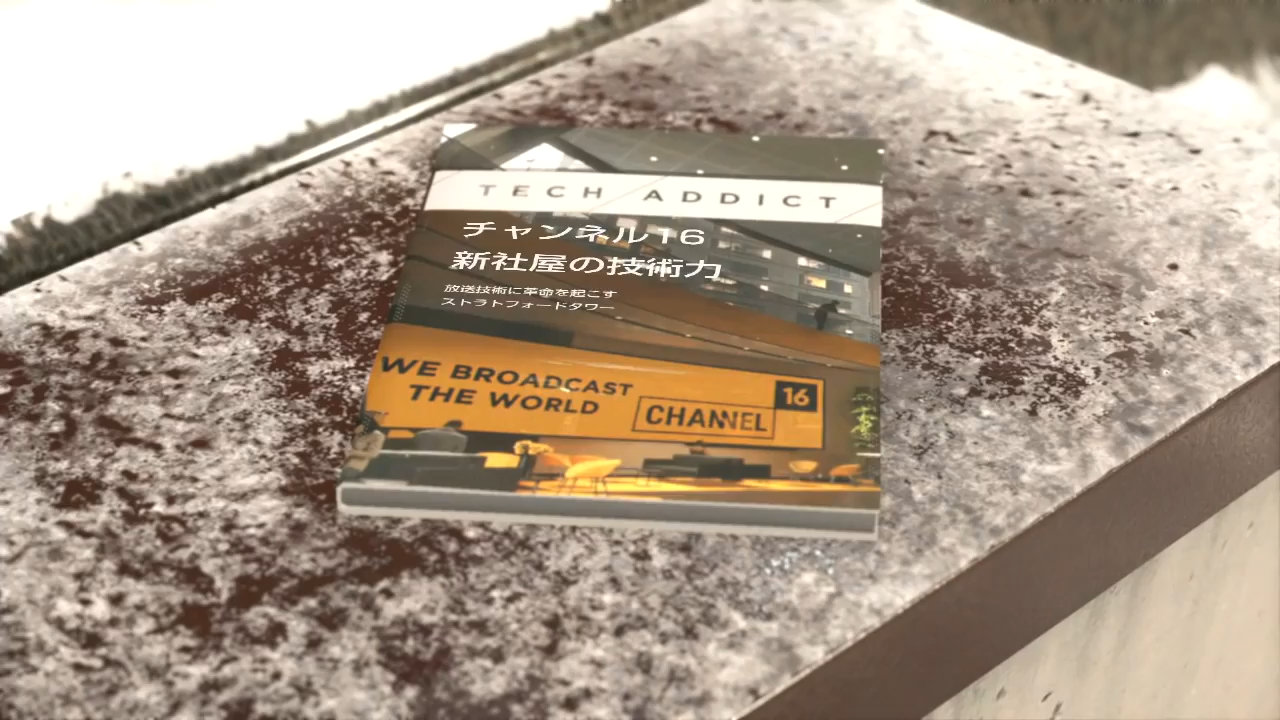 TECH ADDICT
チャンネル16
新社屋の技術力
放送技術に革命を起こす
ストラトフォードタワー
WE BROADCAST
THE WORLD
CHANNEL
16